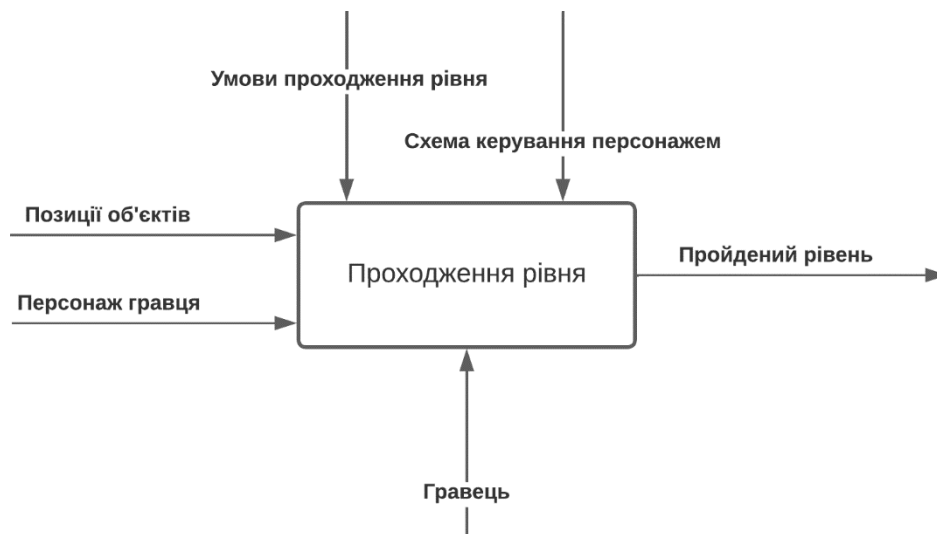 Умови проходження рівня
Схема керування персонажем
Позиції об'єктів
Проходження рівня
Пройдений рівень
Персонаж гравця
Гравець